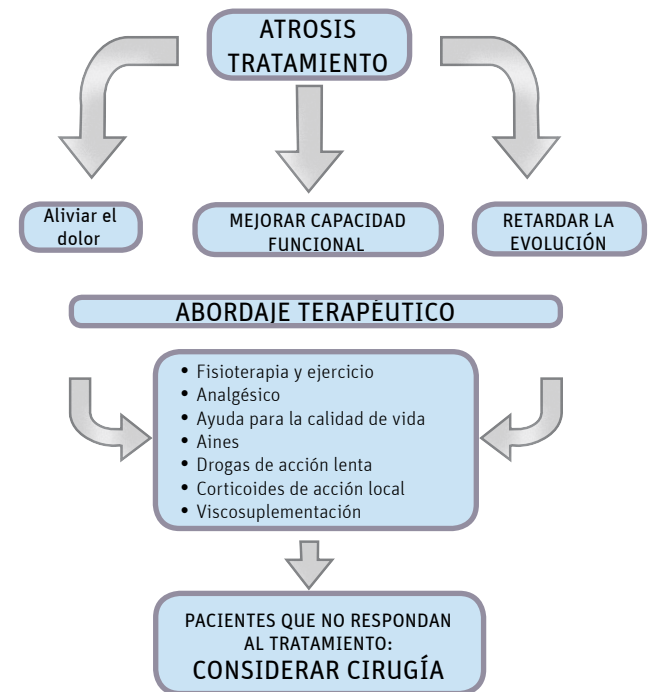 ATROSIS
TRATAMIENTO
Aliviar el
dolor
MEJORAR CAPACIDAD
FUNCIONAL
RETARDAR LA
EVOLUCIÓN
ABORDAJE TERAPÉUTICO
• Fisioterapia y ejercicio
• Analgésico
• Ayuda para la calidad de vida
• Aines
• Drogas de acción lenta
• Corticoides de acción local
• Viscosuplementación
PACIENTES QUE NO RESPONDAN
AL TRATAMIENTO:
CONSIDERAR CIRUGÍA